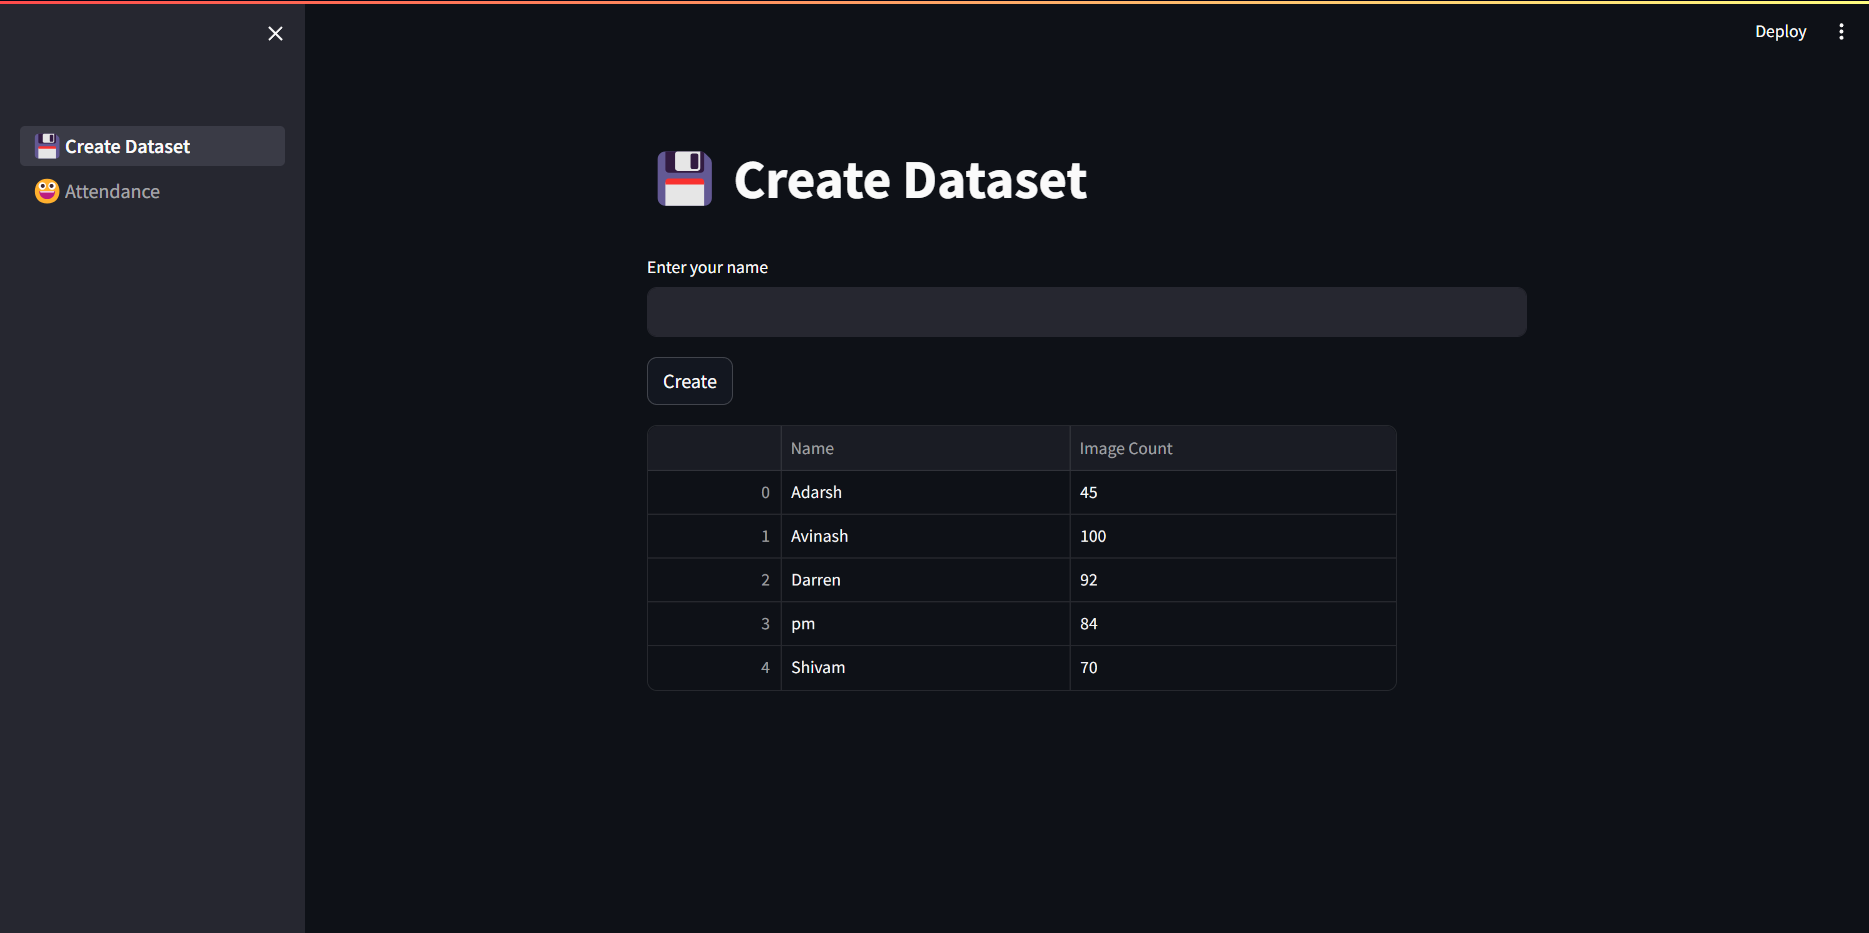 Deploy
Create Dataset
Attendance
Create Dataset
Enter your name
Create
Name Image Count
0 Adarsh 45
1 Avinash 100
2 Darren 92
3 pm 84
4 Shivam 70